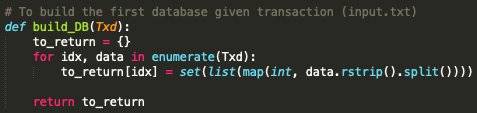 # To build the first database given transaction (input.txt)
def build_DB(Txd):
    to_return = {}
    for idx, data in enumerate(Txd):
        to_return[idx] = set(list(map(int, data.rstrip().split())))
    return to_return